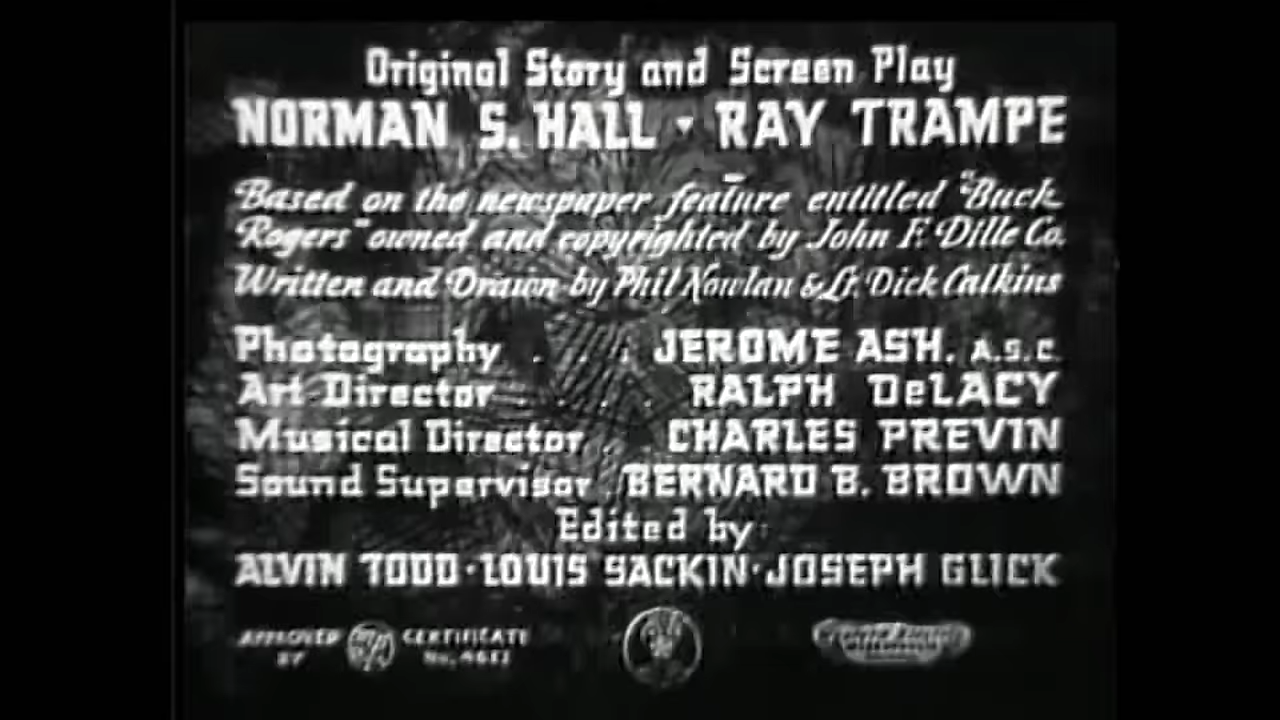 Original Story and Screen Play
NORMAN S. HALL • RAY TRAMPE
Based on the newspaper feature entitled "Buck
Rogers" owned and copyrighted by John F. Dille Co.
Written and Drawn by Phil Nowlan & Lt. Dick Calkins
Photography . . . JEROME ASH, A.S.C.
Art Director . . . . RALPH DeLACY
Musical Director . CHARLES PREVIN
Sound Supervisor . BERNARD B. BROWN
Edited by
ALVIN TODD · LOUIS SACKIN · JOSEPH GLICK
APPROVED CERTIFICATE
BY No.